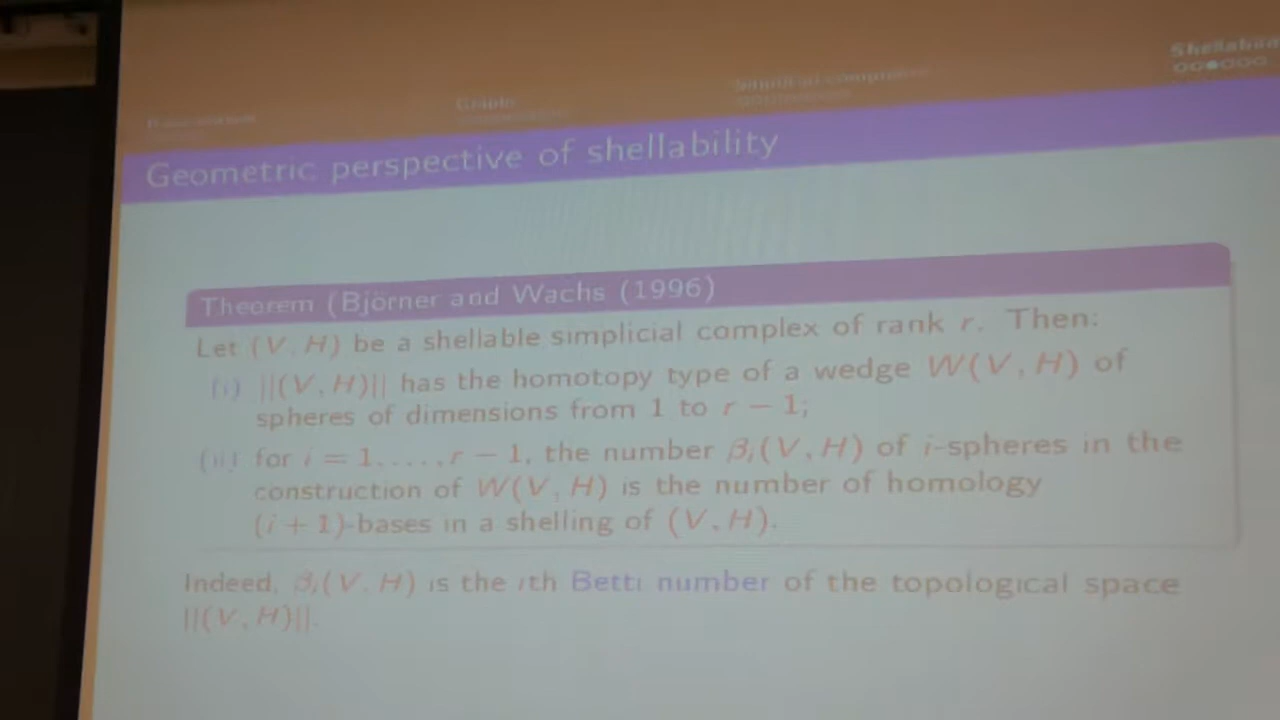 Graphs
Geometric perspective of shellability
Theorem (Björner and Wachs (1996)
Let (V, H) be a shellable simplicial complex of rank r. Then:
(i) ||(V, H)|| has the homotopy type of a wedge W(V, H) of
spheres of dimensions from 1 to r − 1;
(ii) for i = 1, . . . , r − 1, the number βᵢ(V, H) of i-spheres in the
construction of W(V, H) is the number of homology
(i + 1)-bases in a shelling of (V, H).
Indeed, βᵢ(V, H) is the ith Betti number of the topological space
||(V, H)||.